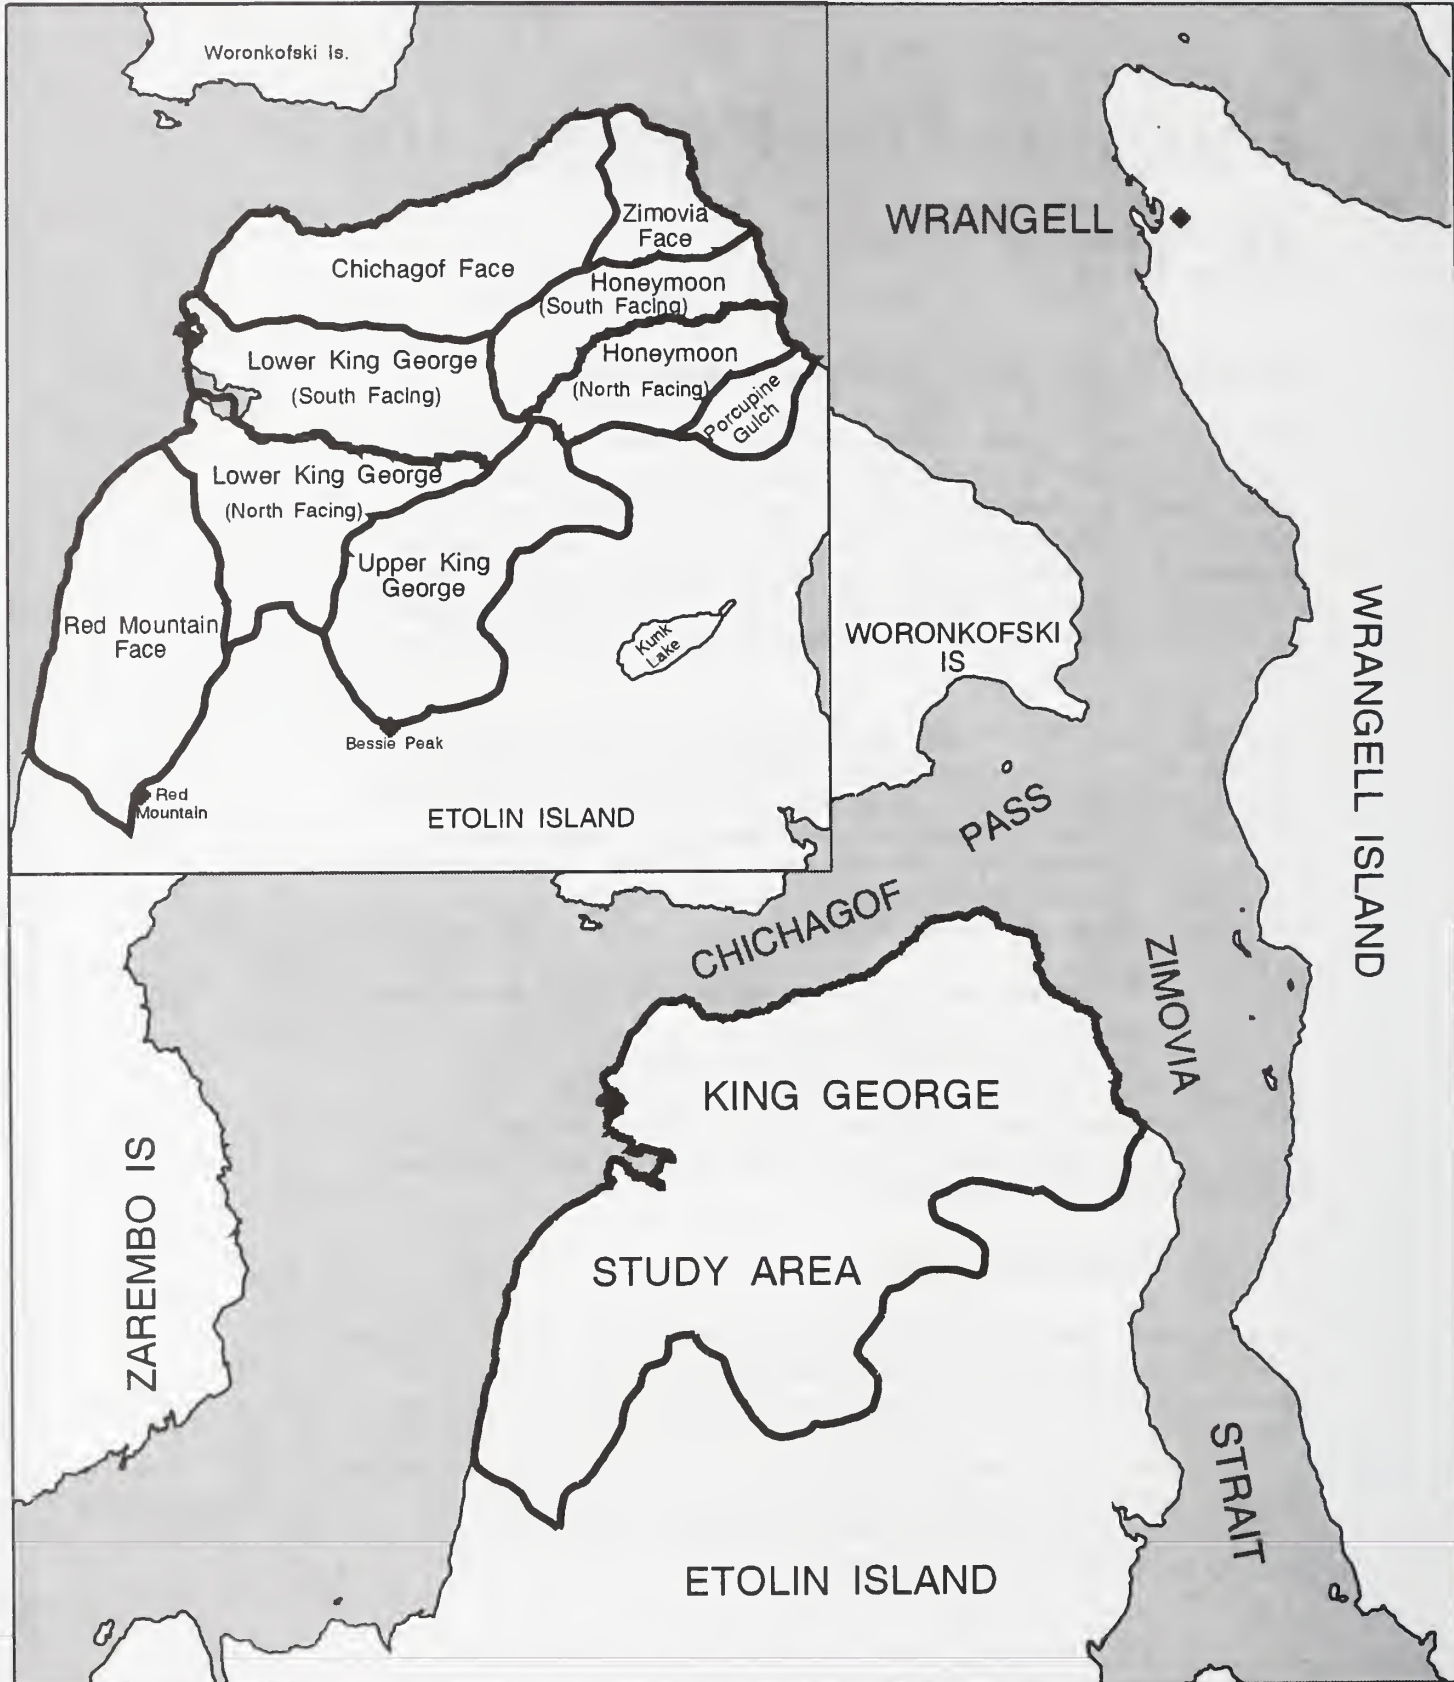 Woronkofski Is.
Zimovia
Face
Chichagof Face
Honeymoon
(South Facing)
Lower King George
(South Facing)
Honeymoon
(North Facing)
Porcupine
Gulch
Lower King George
(North Facing)
Upper King
George
Red Mountain
Face
Kunk
Lake
Bessie Peak
Red
Mountain
ETOLIN ISLAND
WRANGELL
WORONKOFSKI
IS
WRANGELL ISLAND
CHICHAGOF
PASS
ZIMOVIA
STRAIT
KING GEORGE
STUDY AREA
ZAREMBO IS
ETOLIN ISLAND